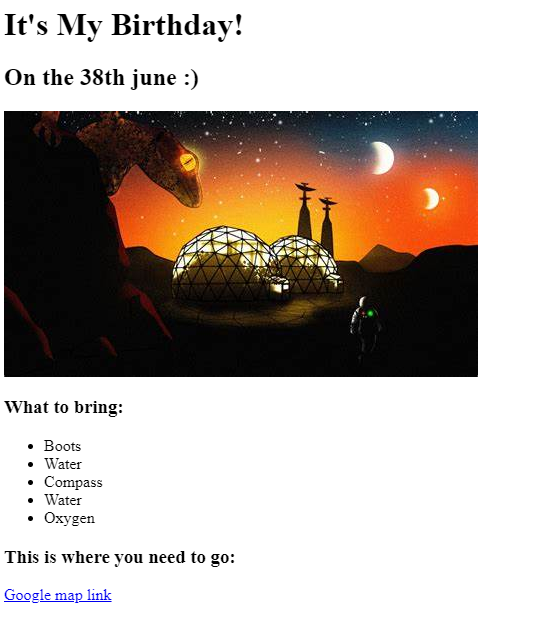 It's My Birthday!
On the 38th june :)
What to bring:
Boots
Water
Compass
Water
Oxygen
This is where you need to go:
Google map link